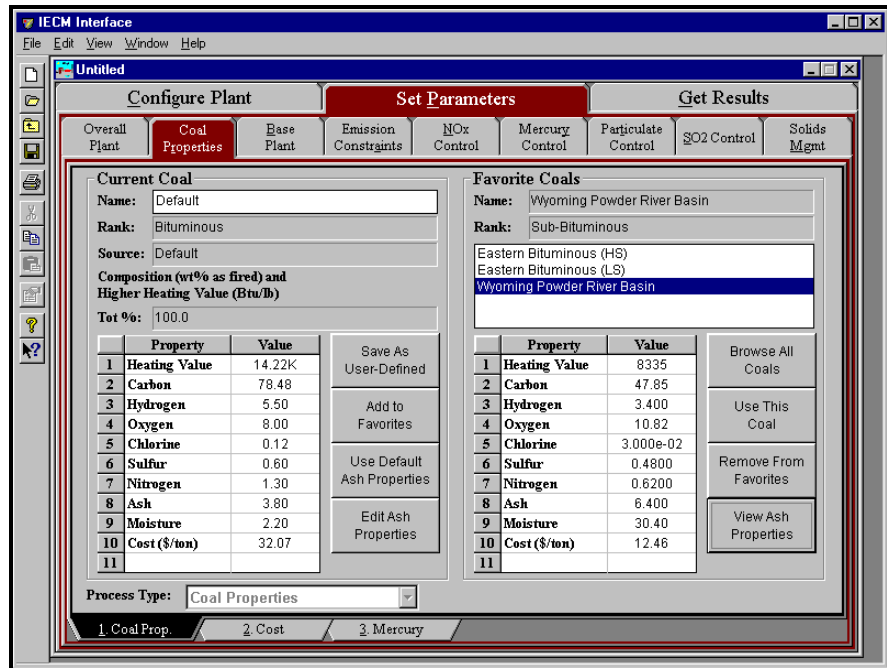 IECM Interface
File Edit View Window Help
Untitled
Configure Plant Set Parameters Get Results
Overall Plant
Coal Properties
Base Plant
Emission Constraints
NOx Control
Mercury Control
Particulate Control
SO2 Control
Solids Mgmt
Current Coal
Name: Default
Rank: Bituminous
Source: Default
Composition (wt% as fired) and
Higher Heating Value (Btu/lb)
Tot %: 100.0
Property Value
1 Heating Value 14.22K
2 Carbon 78.48
3 Hydrogen 5.50
4 Oxygen 8.00
5 Chlorine 0.12
6 Sulfur 0.60
7 Nitrogen 1.30
8 Ash 3.80
9 Moisture 2.20
10 Cost ($/ton) 32.07
11
Save As
User-Defined
Add to
Favorites
Use Default
Ash Properties
Edit Ash
Properties
Favorite Coals
Name: Wyoming Powder River Basin
Rank: Sub-Bituminous
Eastern Bituminous (HS)
Eastern Bituminous (LS)
Wyoming Powder River Basin
Property Value
1 Heating Value 8335
2 Carbon 47.85
3 Hydrogen 3.400
4 Oxygen 10.82
5 Chlorine 3.000e-02
6 Sulfur 0.4800
7 Nitrogen 0.6200
8 Ash 6.400
9 Moisture 30.40
10 Cost ($/ton) 12.46
11
Browse All
Coals
Use This
Coal
Remove From
Favorites
View Ash
Properties
Process Type: Coal Properties
1. Coal Prop. 2. Cost 3. Mercury